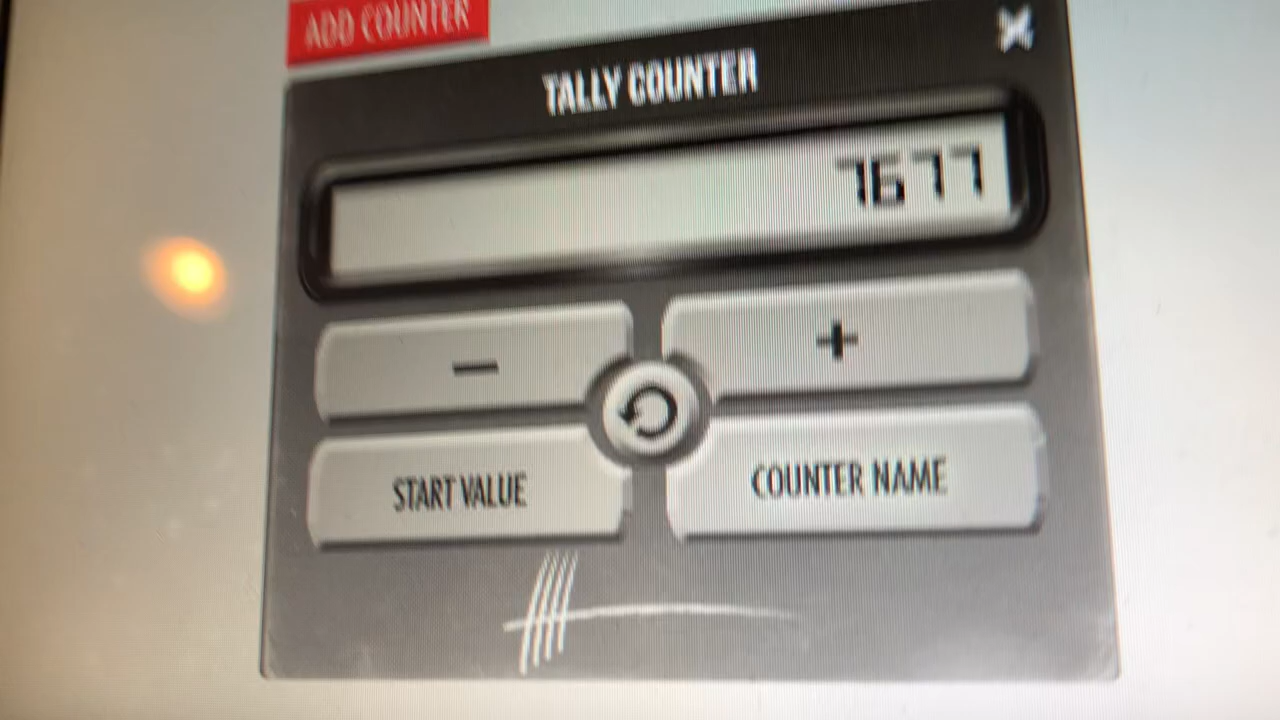 ADD COUNTER
TALLY COUNTER
7677
START VALUE
COUNTER NAME